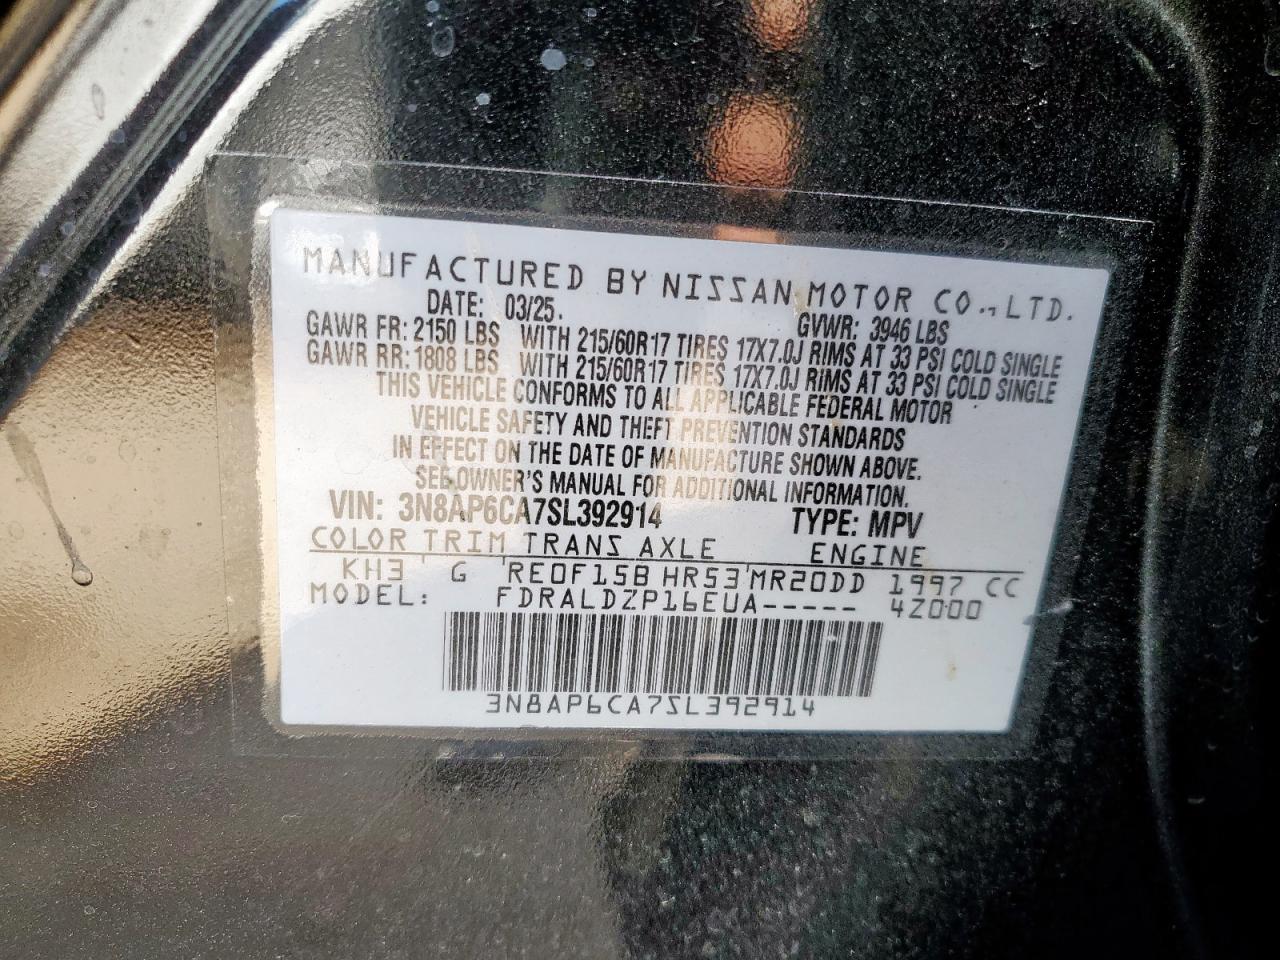 MANUFACTURED BY NISSAN MOTOR CO., LTD.
DATE: 03/25. GVWR: 3946 LBS
GAWR FR: 2150 LBS WITH 215/60R17 TIRES 17X7.0J RIMS AT 33 PSI COLD SINGLE
GAWR RR: 1808 LBS WITH 215/60R17 TIRES 17X7.0J RIMS AT 33 PSI COLD SINGLE
THIS VEHICLE CONFORMS TO ALL APPLICABLE FEDERAL MOTOR
VEHICLE SAFETY AND THEFT PREVENTION STANDARDS
IN EFFECT ON THE DATE OF MANUFACTURE SHOWN ABOVE.
SEE OWNER'S MANUAL FOR ADDITIONAL INFORMATION.
VIN: 3N8AP6CA7SL392914 TYPE: MPV
COLOR TRIM TRANS AXLE ENGINE
KH3 G RE0F15B HR53 MR20DD 1997 CC
MODEL: FDRALDZP16EUA----- 42000
3N8AP6CA7SL392914